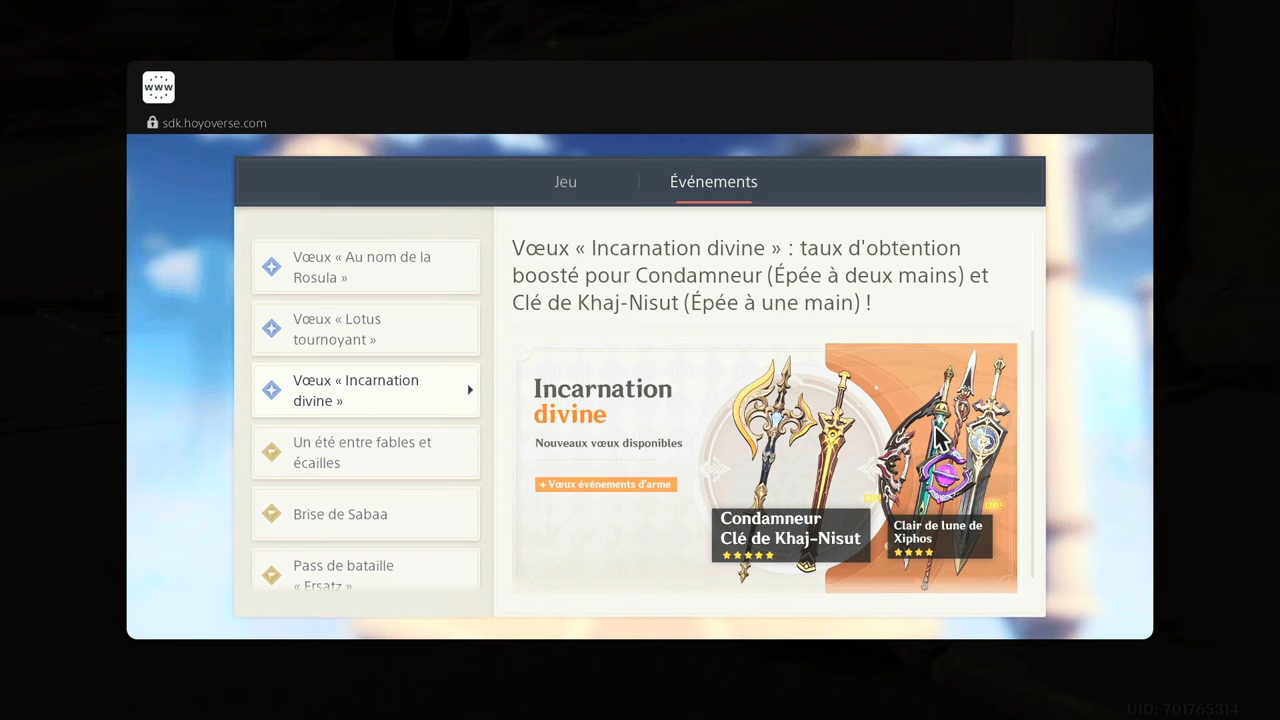 www
sdk.hoyoverse.com
Jeu
Événements
Vœux « Au nom de la
Rosula »
Vœux « Lotus
tournoyant »
Vœux « Incarnation
divine »
Un été entre fables et
écailles
Brise de Sabaa
Pass de bataille
« Ersatz »
Vœux « Incarnation divine » : taux d'obtention
boosté pour Condamneur (Épée à deux mains) et
Clé de Khaj-Nisut (Épée à une main) !
Incarnation
divine
Nouveaux vœux disponibles
+ Vœux événements d'arme
Condamneur
Clé de Khaj-Nisut
Clair de lune de
Xiphos
UID: 701765314